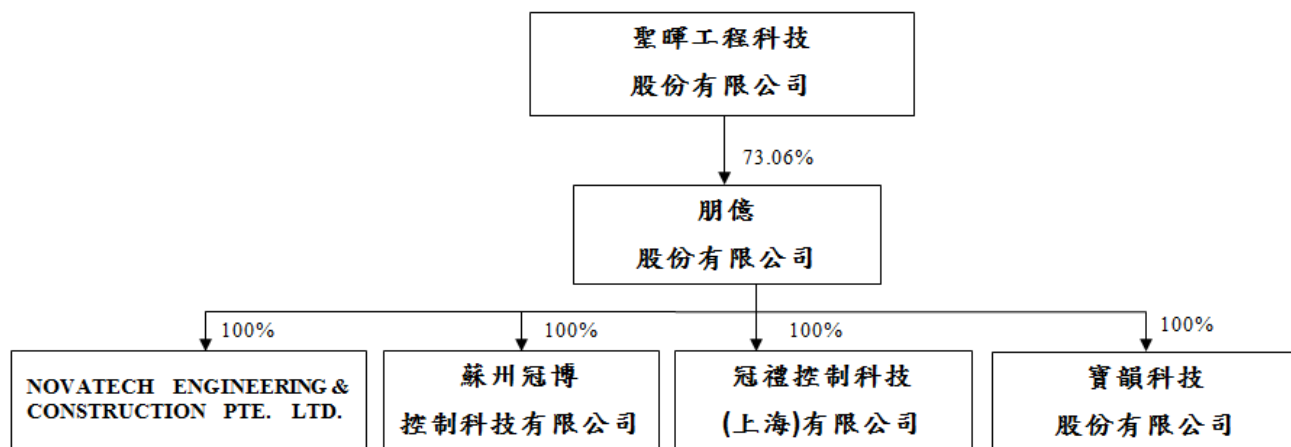 聖暉工程科技
股份有限公司
73.06%
朋億
股份有限公司
100%
100%
100%
100%
NOVATECH ENGINEERING &
CONSTRUCTION PTE. LTD.
蘇州冠博
控制科技有限公司
冠禮控制科技
(上海)有限公司
寶韻科技
股份有限公司